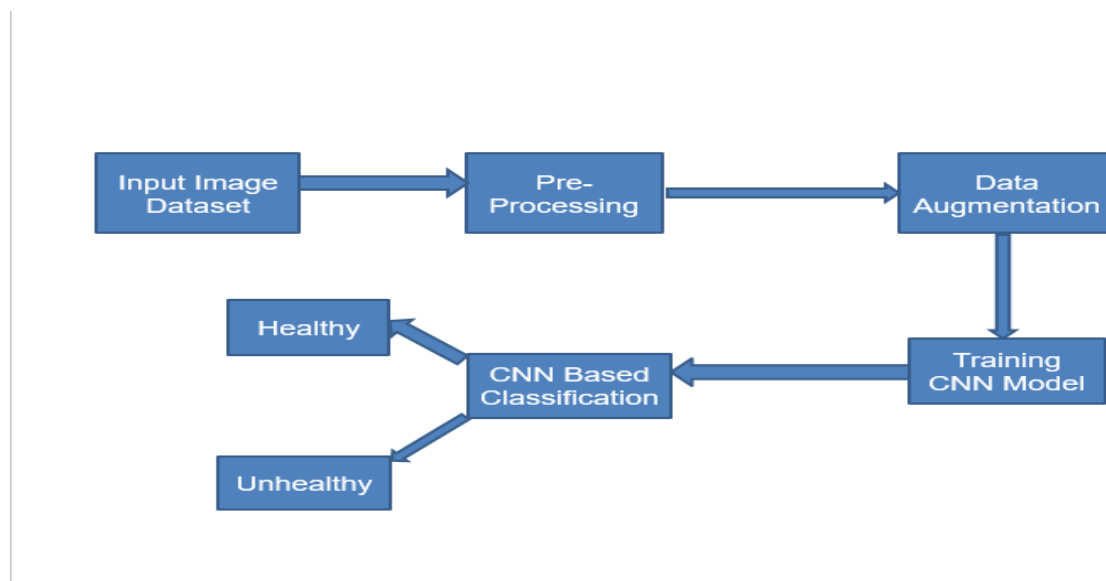 Input Image
Dataset
Pre-
Processing
Data
Augmentation
Healthy
CNN Based
Classification
Training
CNN Model
Unhealthy